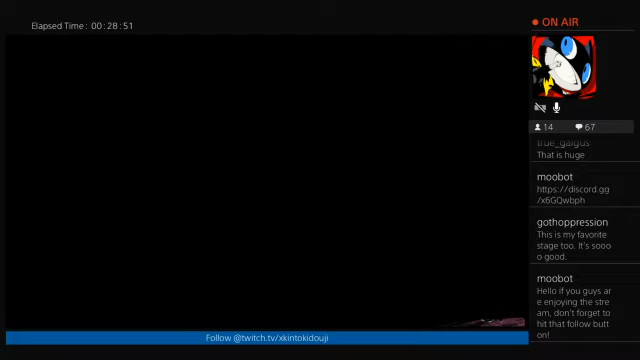 Elapsed Time : 00:28:51
ON AIR
14
67
true_galgus
That is huge
moobot
https://discord.gg
/x6GQwbph
gothoppression
This is my favorite
stage too. It's sooo
o good.
moobot
Hello if you guys ar
e enjoying the stre
am, don't forget to
hit that follow butt
on!
Follow @twitch.tv/xkintokidouji